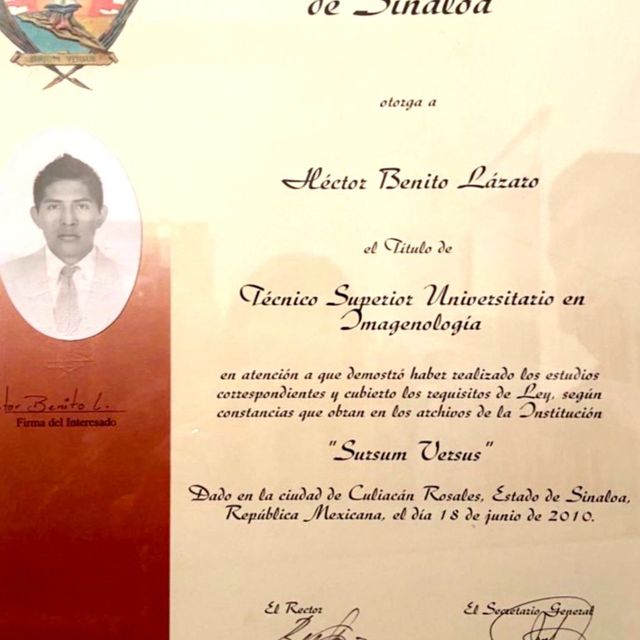 de Sinaloa
SURSUM VERSUS
otorga a
Héctor Benito Lázaro
el Título de
Técnico Superior Universitario en
Imagenología
en atención a que demostró haber realizado los estudios
correspondientes y cubierto los requisitos de Ley, según
constancias que obran en los archivos de la Institución
"Sursum Versus"
Dado en la ciudad de Culiacán Rosales, Estado de Sinaloa,
República Mexicana, el día 18 de junio de 2010.
Benito L.
Firma del Interesado
El Rector
El Secretario General